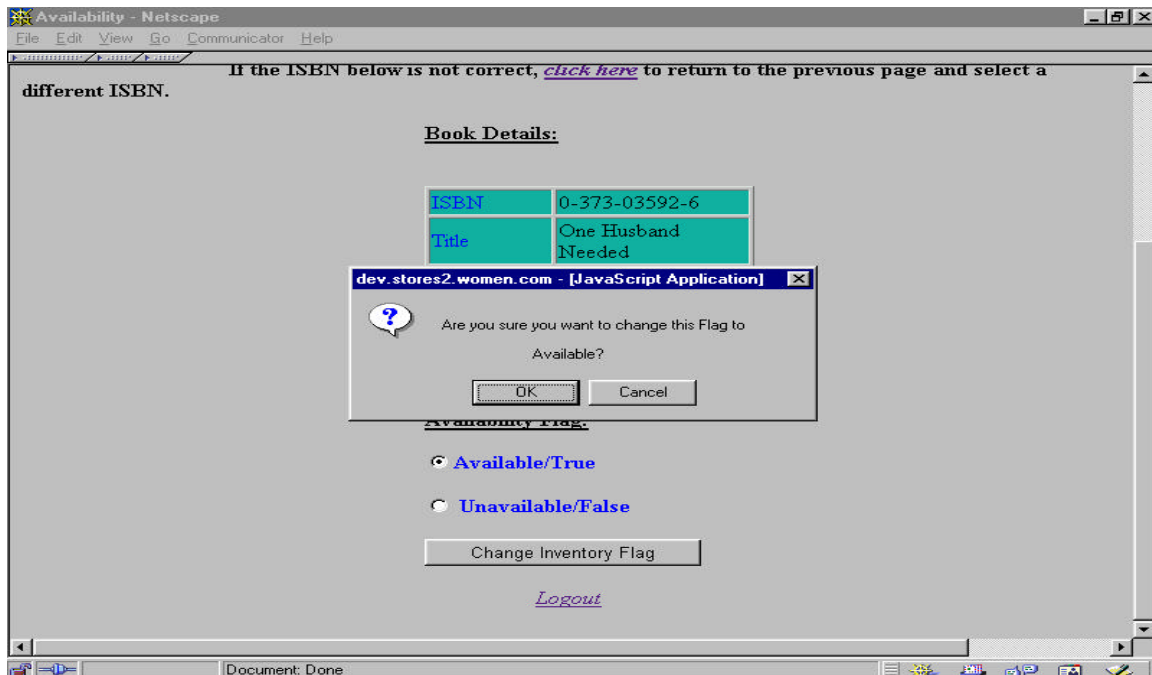 Availability - Netscape
File Edit View Go Communicator Help
If the ISBN below is not correct, click here to return to the previous page and select a
different ISBN.
Book Details:
ISBN 0-373-03592-6
Title One Husband
Needed
dev.stores2.women.com - [JavaScript Application]
Are you sure you want to change this Flag to
Available?
OK Cancel
Availability Flag:
Available/True
Unavailable/False
Change Inventory Flag
Logout
Document: Done